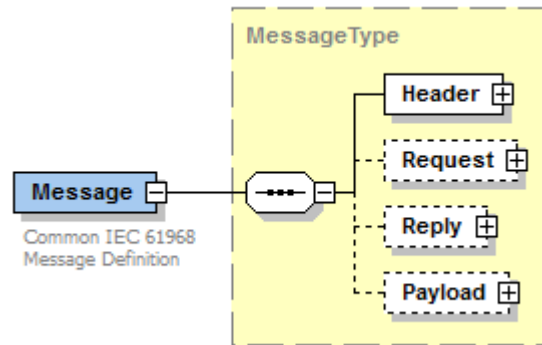 MessageType
Header
Request
Message
Reply
Common IEC 61968
Message Definition
Payload